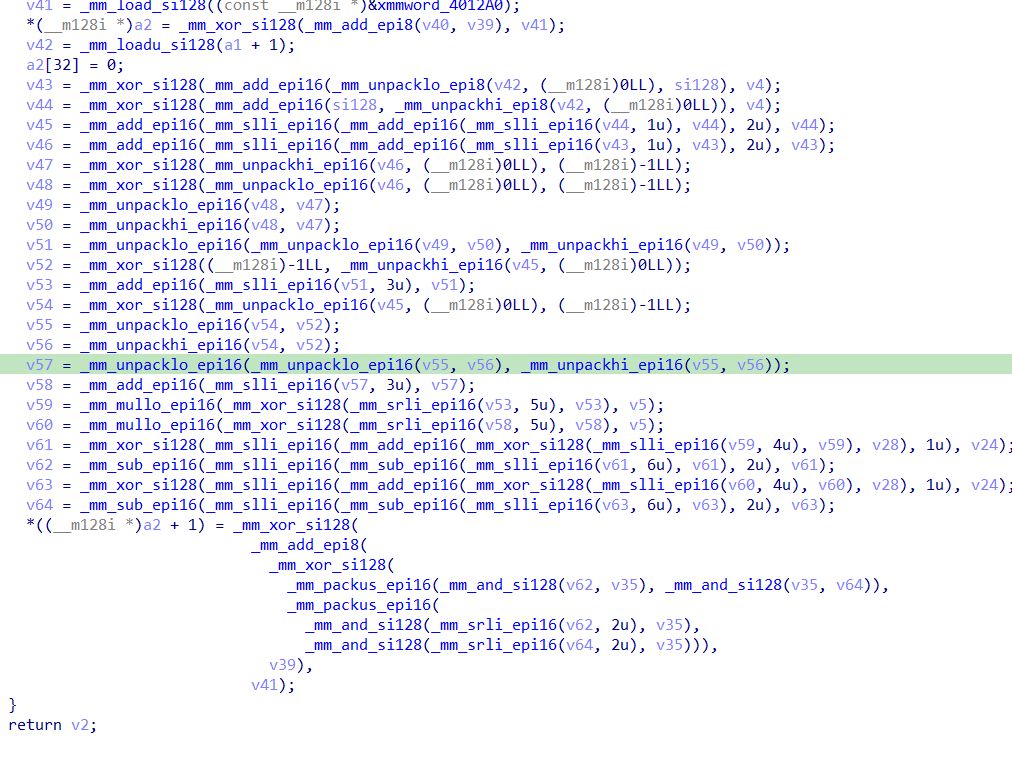 v41 = _mm_load_si128((const __m128i *)&xmmword_4012A0);
*(__m128i *)a2 = _mm_xor_si128(_mm_add_epi8(v40, v39), v41);
v42 = _mm_loadu_si128(a1 + 1);
a2[32] = 0;
v43 = _mm_xor_si128(_mm_add_epi16(_mm_unpacklo_epi8(v42, (__m128i)0LL), si128), v4);
v44 = _mm_xor_si128(_mm_add_epi16(si128, _mm_unpackhi_epi8(v42, (__m128i)0LL)), v4);
v45 = _mm_add_epi16(_mm_slli_epi16(_mm_add_epi16(_mm_slli_epi16(v44, 1u), v44), 2u), v44);
v46 = _mm_add_epi16(_mm_slli_epi16(_mm_add_epi16(_mm_slli_epi16(v43, 1u), v43), 2u), v43);
v47 = _mm_xor_si128(_mm_unpackhi_epi16(v46, (__m128i)0LL), (__m128i)-1LL);
v48 = _mm_xor_si128(_mm_unpacklo_epi16(v46, (__m128i)0LL), (__m128i)-1LL);
v49 = _mm_unpacklo_epi16(v48, v47);
v50 = _mm_unpackhi_epi16(v48, v47);
v51 = _mm_unpacklo_epi16(_mm_unpacklo_epi16(v49, v50), _mm_unpackhi_epi16(v49, v50));
v52 = _mm_xor_si128((__m128i)-1LL, _mm_unpackhi_epi16(v45, (__m128i)0LL));
v53 = _mm_add_epi16(_mm_slli_epi16(v51, 3u), v51);
v54 = _mm_xor_si128(_mm_unpacklo_epi16(v45, (__m128i)0LL), (__m128i)-1LL);
v55 = _mm_unpacklo_epi16(v54, v52);
v56 = _mm_unpackhi_epi16(v54, v52);
v57 = _mm_unpacklo_epi16(_mm_unpacklo_epi16(v55, v56), _mm_unpackhi_epi16(v55, v56));
v58 = _mm_add_epi16(_mm_slli_epi16(v57, 3u), v57);
v59 = _mm_mullo_epi16(_mm_xor_si128(_mm_srli_epi16(v53, 5u), v53), v5);
v60 = _mm_mullo_epi16(_mm_xor_si128(_mm_srli_epi16(v58, 5u), v58), v5);
v61 = _mm_xor_si128(_mm_slli_epi16(_mm_add_epi16(_mm_xor_si128(_mm_slli_epi16(v59, 4u), v59), v28), 1u), v24);
v62 = _mm_sub_epi16(_mm_slli_epi16(_mm_sub_epi16(_mm_slli_epi16(v61, 6u), v61), 2u), v61);
v63 = _mm_xor_si128(_mm_slli_epi16(_mm_add_epi16(_mm_xor_si128(_mm_slli_epi16(v60, 4u), v60), v28), 1u), v24);
v64 = _mm_sub_epi16(_mm_slli_epi16(_mm_sub_epi16(_mm_slli_epi16(v63, 6u), v63), 2u), v63);
*((__m128i *)a2 + 1) = _mm_xor_si128(
_mm_add_epi8(
_mm_xor_si128(
_mm_packus_epi16(_mm_and_si128(v62, v35), _mm_and_si128(v35, v64)),
_mm_packus_epi16(
_mm_and_si128(_mm_srli_epi16(v62, 2u), v35),
_mm_and_si128(_mm_srli_epi16(v64, 2u), v35))),
v39),
v41);
}
return v2;